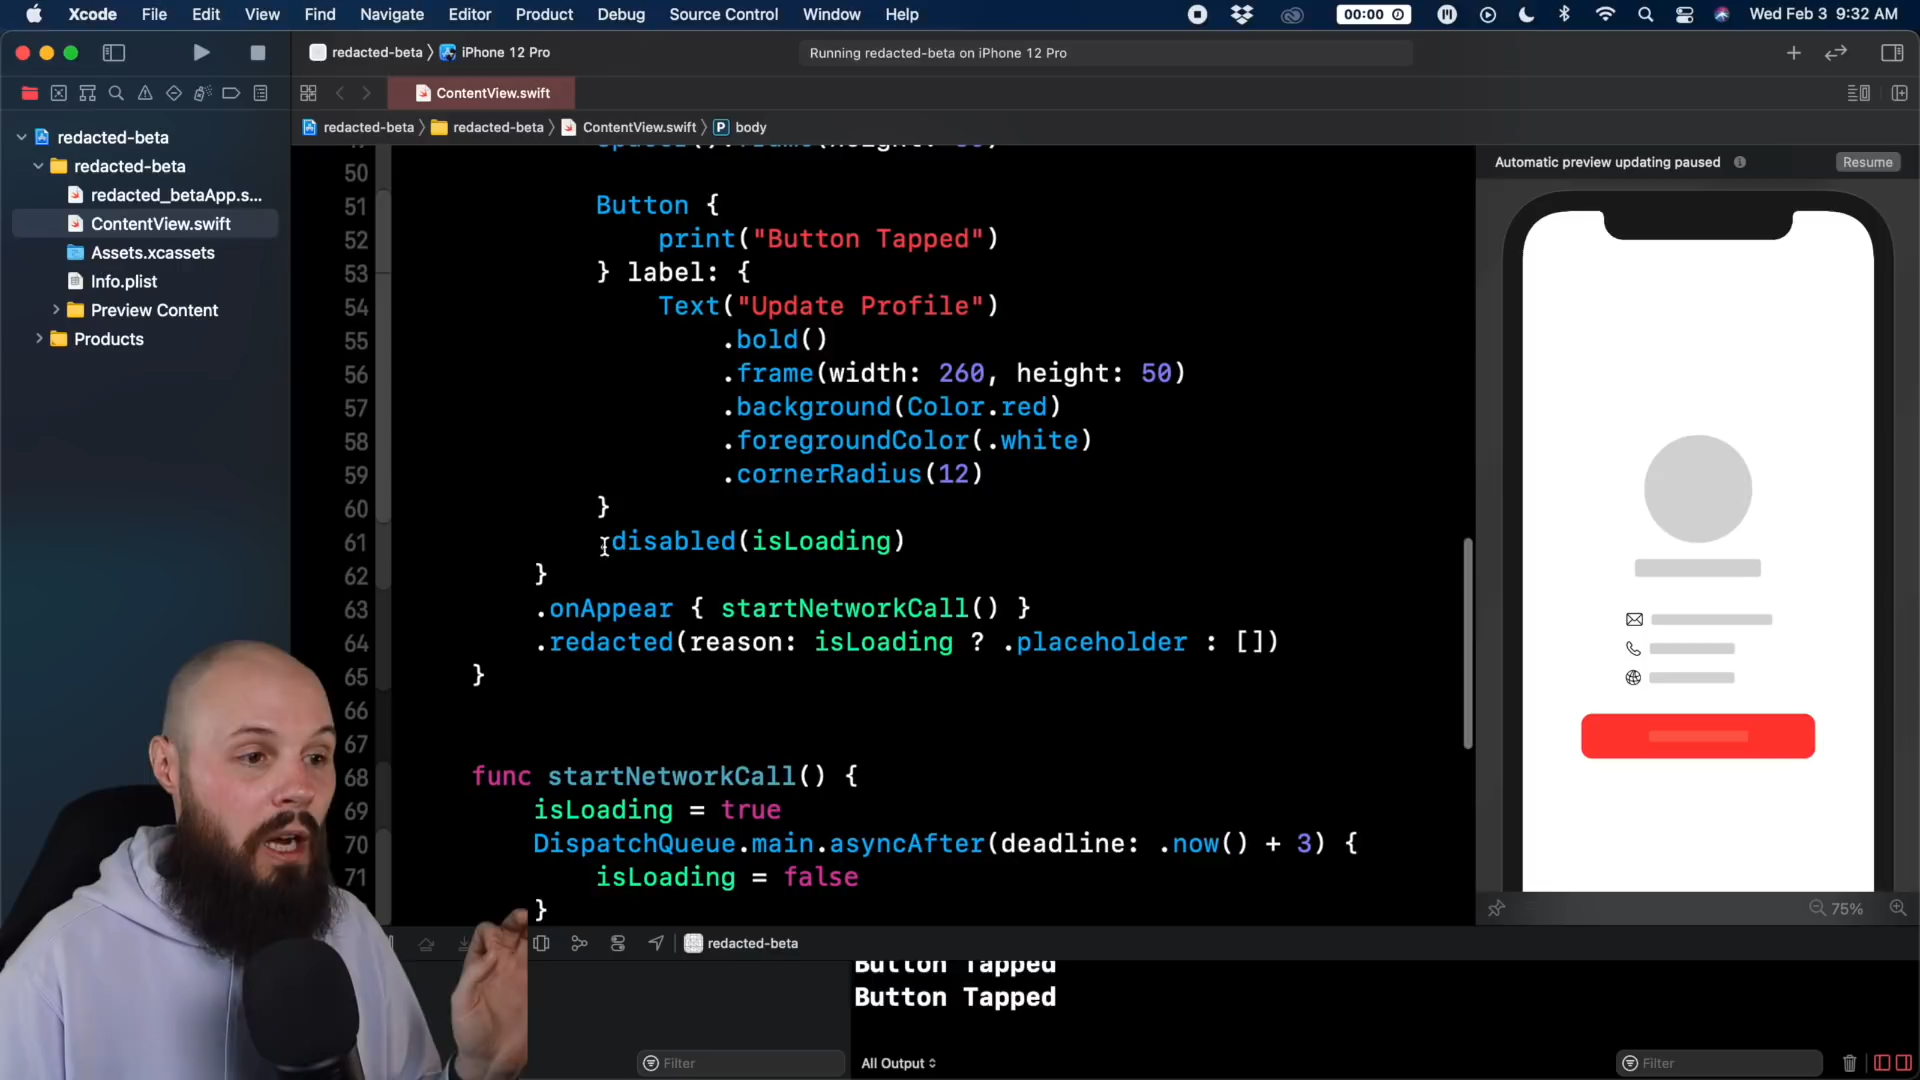 Xcode File Edit View Find Navigate Editor Product Debug Source Control Window Help 00:00 Wed Feb 3 9:32 AM
redacted-beta iPhone 12 Pro Running redacted-beta on iPhone 12 Pro
ContentView.swift
redacted-beta redacted-beta ContentView.swift P body
redacted-beta
redacted-beta
redacted_betaApp.s...
ContentView.swift
Assets.xcassets
Info.plist
Preview Content
Products
50
51 Button {
52 print("Button Tapped")
53 } label: {
54 Text("Update Profile")
55 .bold()
56 .frame(width: 260, height: 50)
57 .background(Color.red)
58 .foregroundColor(.white)
59 .cornerRadius(12)
60 }
61 .disabled(isLoading)
62 }
63 .onAppear { startNetworkCall() }
64 .redacted(reason: isLoading ? .placeholder : [])
65 }
66
67
68 func startNetworkCall() {
69 isLoading = true
70 DispatchQueue.main.asyncAfter(deadline: .now() + 3) {
71 isLoading = false
}
Automatic preview updating paused Resume
75%
redacted-beta
Button Tapped
Button Tapped
Filter All Output Filter